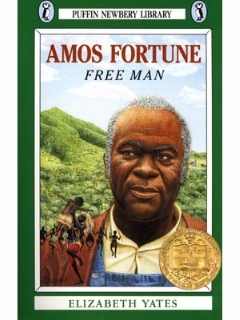 PUFFIN NEWBERY LIBRARY
AMOS FORTUNE
FREE MAN
ELIZABETH YATES